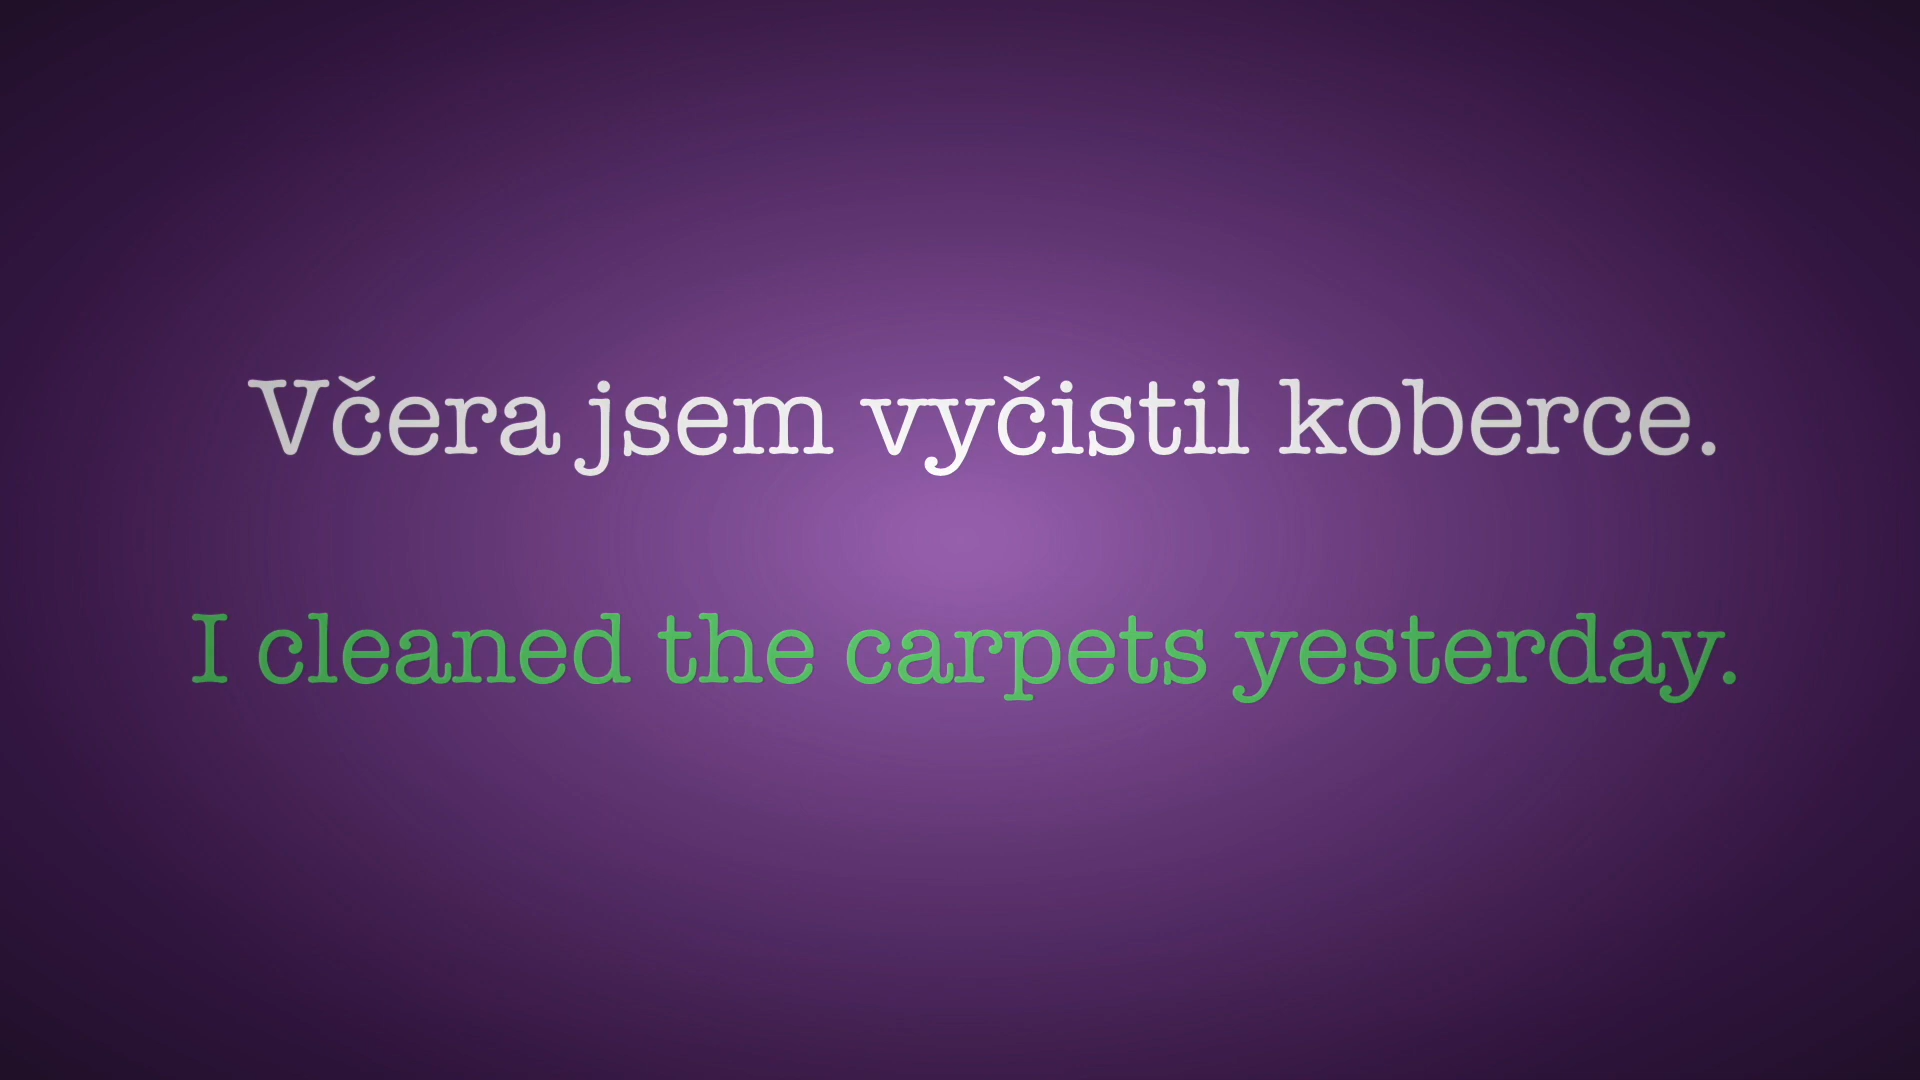 Včera jsem vyčistil koberce.
I cleaned the carpets yesterday.